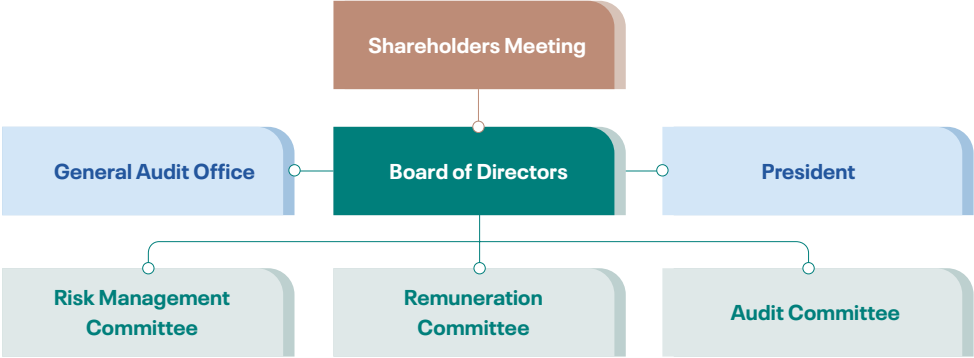 Shareholders Meeting
General Audit Office
Board of Directors
President
Risk Management
Committee
Remuneration
Committee
Audit Committee